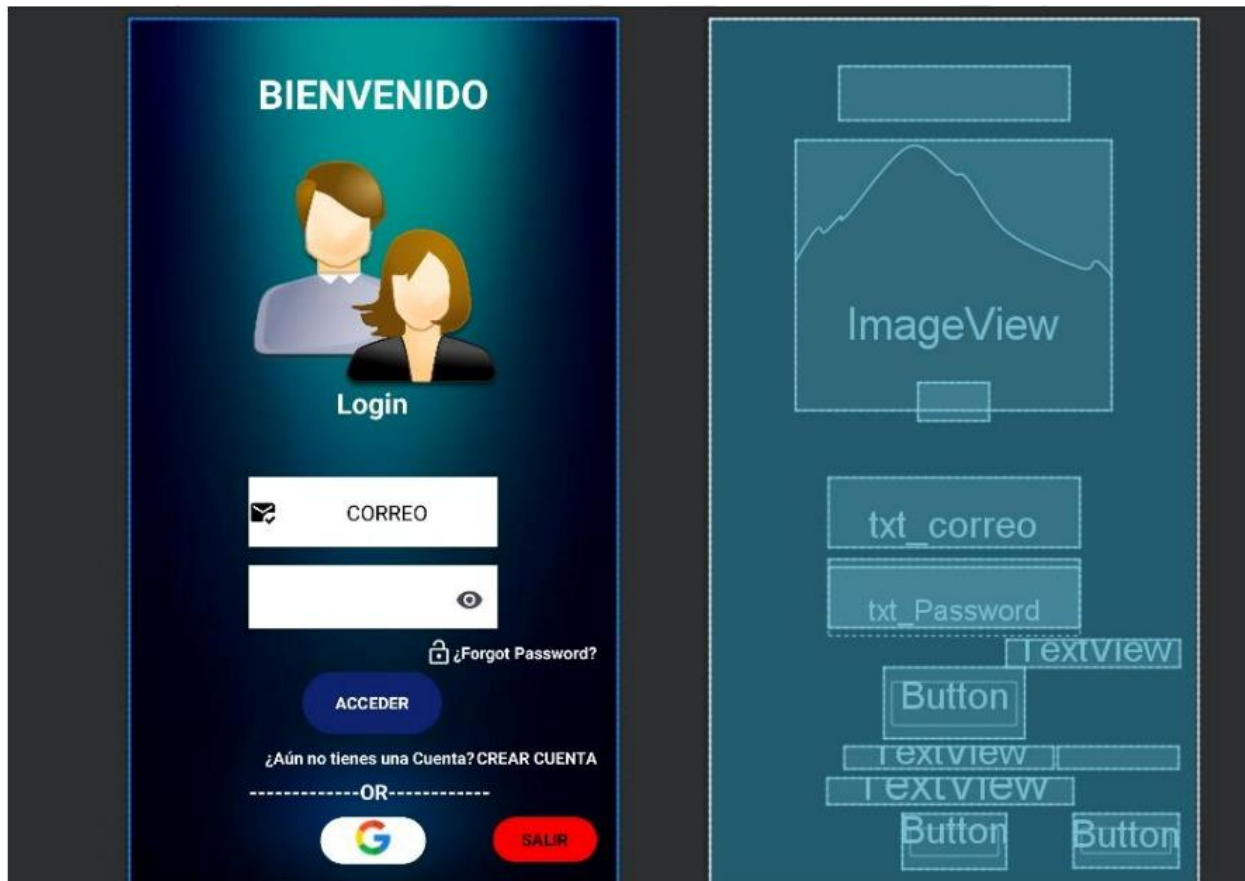 BIENVENIDO
Login
CORREO
¿Forgot Password?
ACCEDER
¿Aún no tienes una Cuenta? CREAR CUENTA
-------------OR------------
SALIR
ImageView
txt_correo
txt_Password
TextView
Button
TextView
TextView
Button
Button